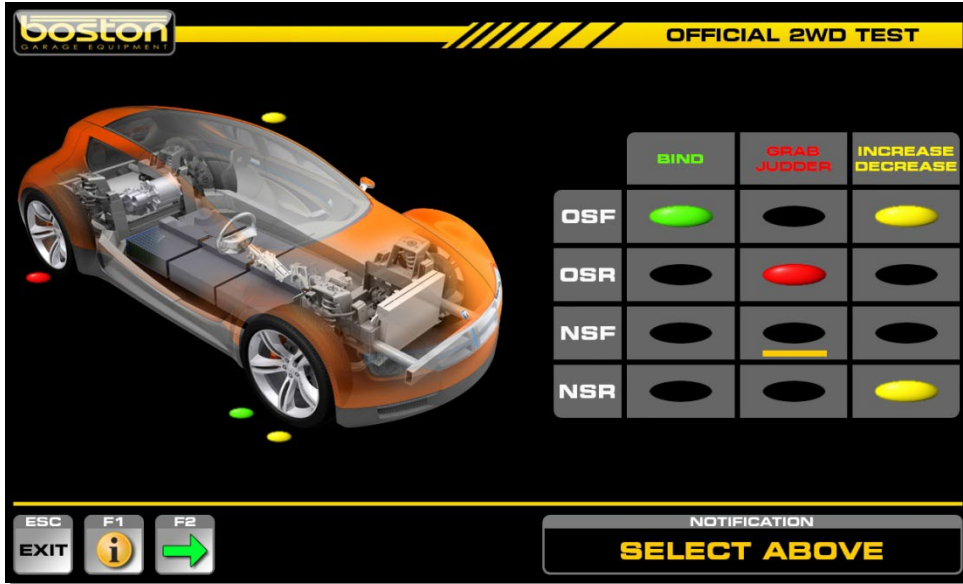 boston
GARAGE EQUIPMENT
OFFICIAL 2WD TEST
BIND
GRAB JUDDER
INCREASE DECREASE
OSF
OSR
NSF
NSR
ESC
EXIT
F1
i
F2
NOTIFICATION
SELECT ABOVE